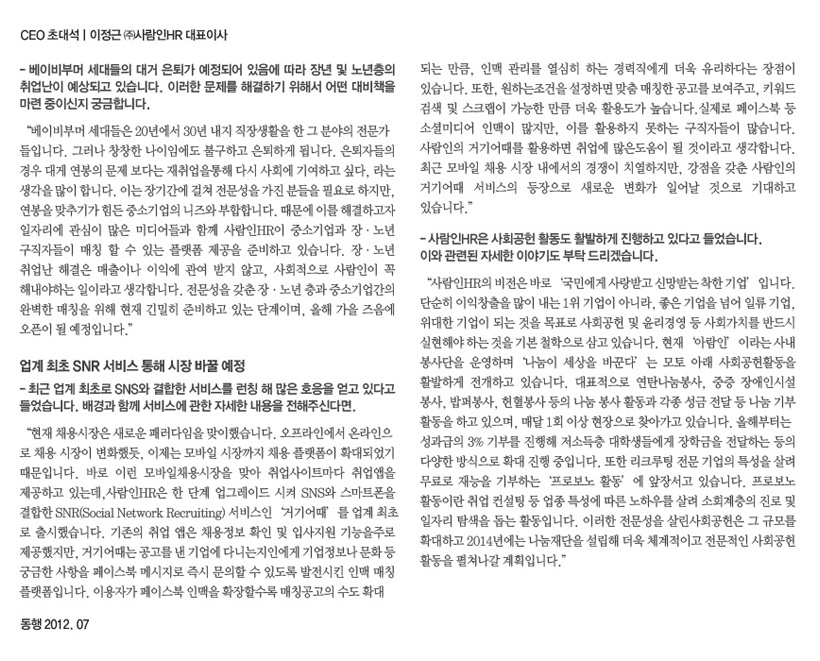 CEO 초대석 | 이정근 ㈜사람인HR 대표이사
- 베이비부머 세대들의 대거 은퇴가 예정되어 있음에 따라 장년 및 노년층의
취업난이 예상되고 있습니다. 이러한 문제를 해결하기 위해서 어떤 대비책을
마련 중이신지 궁금합니다.
“베이비부머 세대들은 20년에서 30년 내지 직장생활을 한 그 분야의 전문가
들입니다. 그러나 창창한 나이임에도 불구하고 은퇴하게 됩니다. 은퇴자들의
경우 대게 연봉의 문제 보다는 재취업을통해 다시 사회에 기여하고 싶다, 라는
생각을 많이 합니다. 이는 장기간에 걸쳐 전문성을 가진 분들을 필요로 하지만,
연봉을 맞추기가 힘든 중소기업의 니즈와 부합합니다. 때문에 이를 해결하고자
일자리에 관심이 많은 미디어들과 함께 사람인HR이 중소기업과 장·노년
구직자들이 매칭 할 수 있는 플랫폼 제공을 준비하고 있습니다. 장·노년
취업난 해결은 매출이나 이익에 관여 받지 않고, 사회적으로 사람인이 꼭
해내야하는 일이라고 생각합니다. 전문성을 갖춘 장·노년 층과 중소기업간의
완벽한 매칭을 위해 현재 긴밀히 준비하고 있는 단계이며, 올해 가을 즈음에
오픈이 될 예정입니다.”
업계 최초 SNR 서비스 통해 시장 바꿀 예정
- 최근 업계 최초로 SNS와 결합한 서비스를 런칭 해 많은 호응을 얻고 있다고
들었습니다. 배경과 함께 서비스에 관한 자세한 내용을 전해주신다면.
“현재 채용시장은 새로운 패러다임을 맞이했습니다. 오프라인에서 온라인으
로 채용 시장이 변화했듯, 이제는 모바일 시장까지 채용 플랫폼이 확대되었기
때문입니다. 바로 이런 모바일채용시장을 맞아 취업사이트마다 취업앱을
제공하고 있는데,사람인HR은 한 단계 업그레이드 시켜 SNS와 스마트폰을
결합한 SNR(Social Network Recruiting) 서비스인 ‘거기어때’ 를 업계 최초
로 출시했습니다. 기존의 취업 앱은 채용정보 확인 및 입사지원 기능을주로
제공했지만, 거기어때는 공고를 낸 기업에 다니는지인에게 기업정보나 문화 등
궁금한 사항을 페이스북 메시지로 즉시 문의할 수 있도록 발전시킨 인맥 매칭
플랫폼입니다. 이용자가 페이스북 인맥을 확장할수록 매칭공고의 수도 확대
되는 만큼, 인맥 관리를 열심히 하는 경력직에게 더욱 유리하다는 장점이
있습니다. 또한, 원하는조건을 설정하면 맞춤 매칭한 공고를 보여주고, 키워드
검색 및 스크랩이 가능한 만큼 더욱 활용도가 높습니다.실제로 페이스북 등
소셜미디어 인맥이 많지만, 이를 활용하지 못하는 구직자들이 많습니다.
사람인의 거기어때를 활용하면 취업에 많은도움이 될 것이라고 생각합니다.
최근 모바일 채용 시장 내에서의 경쟁이 치열하지만, 강점을 갖춘 사람인의
거기어때 서비스의 등장으로 새로운 변화가 일어날 것으로 기대하고
있습니다.”
- 사람인HR은 사회공헌 활동도 활발하게 진행하고 있다고 들었습니다.
이와 관련된 자세한 이야기도 부탁 드리겠습니다.
“사람인HR의 비전은 바로 ‘국민에게 사랑받고 신망받는 착한 기업’ 입니다.
단순히 이익창출을 많이 내는 1위 기업이 아니라, 좋은 기업을 넘어 일류 기업,
위대한 기업이 되는 것을 목표로 사회공헌 및 윤리경영 등 사회가치를 반드시
실현해야 하는 것을 기본 철학으로 삼고 있습니다. 현재 ‘아람인’ 이라는 사내
봉사단을 운영하며 ‘나눔이 세상을 바꾼다’ 는 모토 아래 사회공헌활동을
활발하게 전개하고 있습니다. 대표적으로 연탄나눔봉사, 중증 장애인시설
봉사, 밥퍼봉사, 헌혈봉사 등의 나눔 봉사 활동과 각종 성금 전달 등 나눔 기부
활동을 하고 있으며, 매달 1회 이상 현장으로 찾아가고 있습니다. 올해부터는
성과급의 3% 기부를 진행해 저소득층 대학생들에게 장학금을 전달하는 등의
다양한 방식으로 확대 진행 중입니다. 또한 리크루팅 전문 기업의 특성을 살려
무료로 재능을 기부하는 ‘프로보노 활동’ 에 앞장서고 있습니다. 프로보노
활동이란 취업 컨설팅 등 업종 특성에 따른 노하우를 살려 소회계층의 진로 및
일자리 탐색을 돕는 활동입니다. 이러한 전문성을 살린사회공헌은 그 규모를
확대하고 2014년에는 나눔재단을 설립해 더욱 체계적이고 전문적인 사회공헌
활동을 펼쳐나갈 계획입니다.”
동행 2012. 07